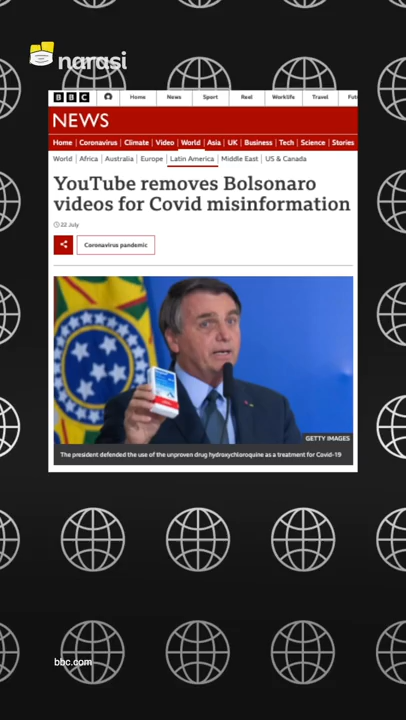 narasi
BBC Home News Sport Reel Worklife Travel Futu
NEWS
Home Coronavirus Climate Video World Asia UK Business Tech Science Stories
World Africa Australia Europe Latin America Middle East US & Canada
YouTube removes Bolsonaro
videos for Covid misinformation
22 July
Coronavirus pandemic
GETTY IMAGES
The president defended the use of the unproven drug hydroxychloroquine as a treatment for Covid-19
bbc.com